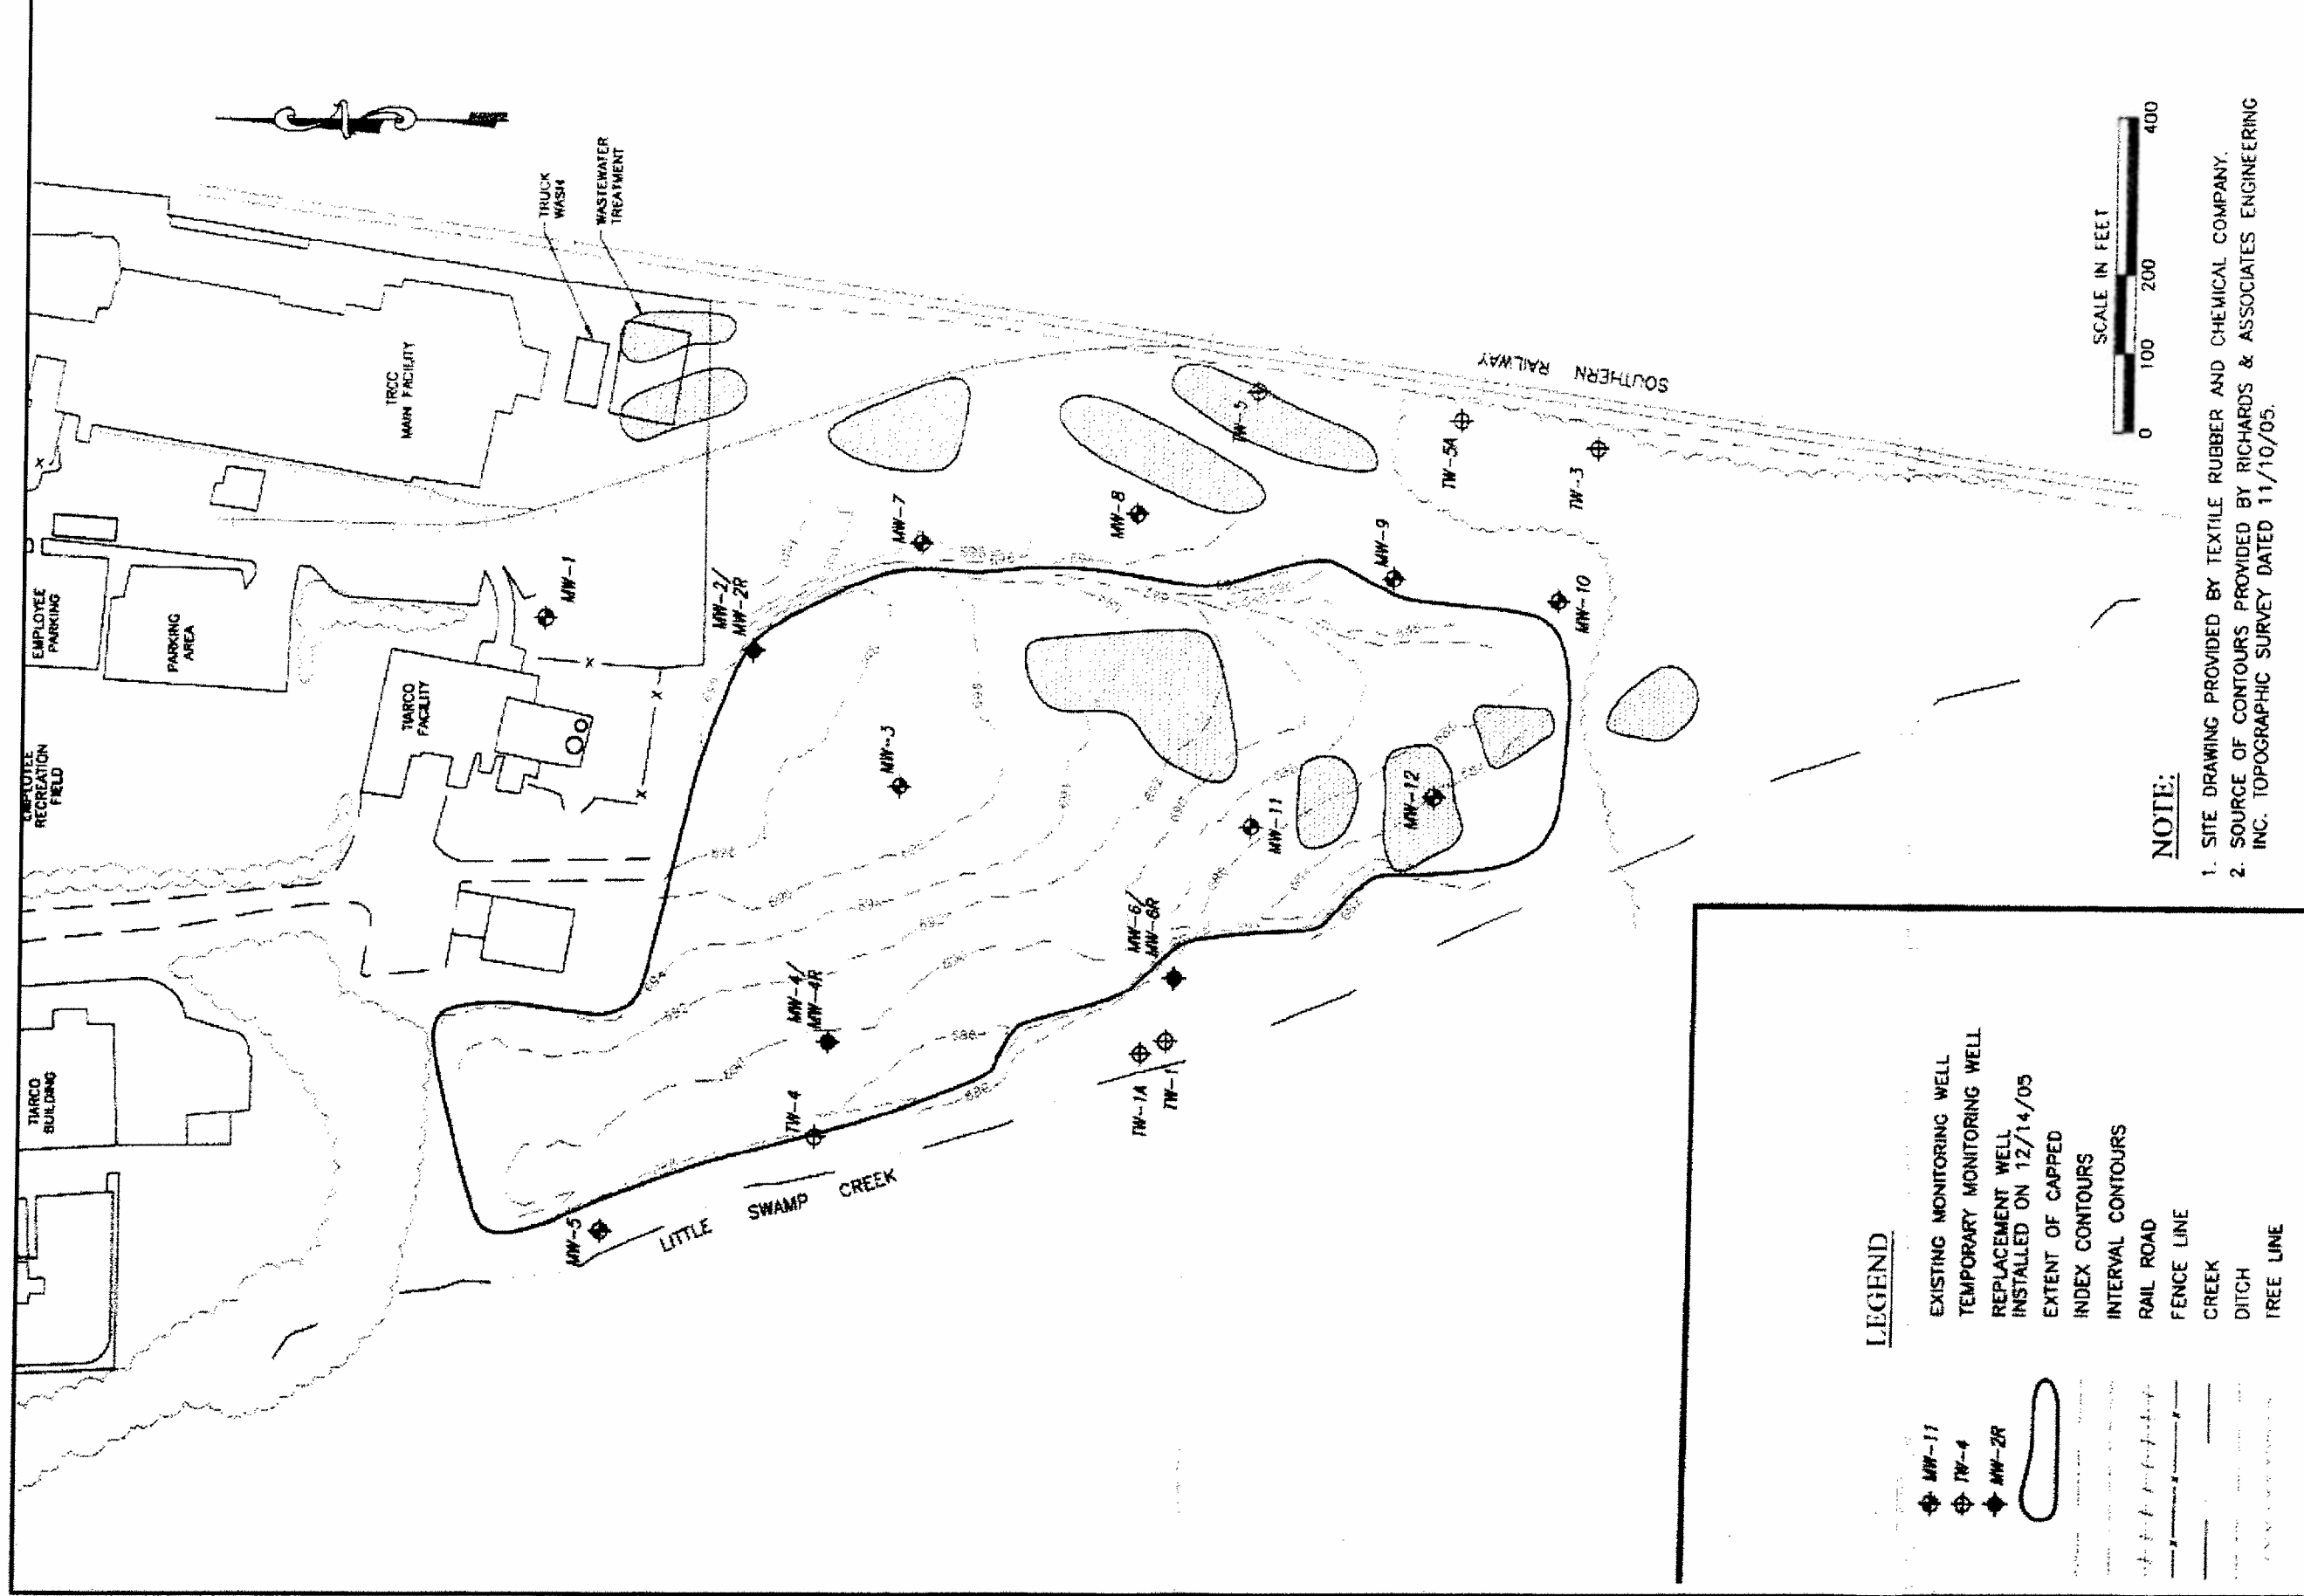 EMPLOYEE
PARKING
PARKING
AREA
EMPLOYEE
RECREATION
FIELD
TIARCO
BUILDING
TRCC
MAIN FACILITY
TIARCO
FACILITY
TRUCK
WASH
WASTEWATER
TREATMENT
MW-1
MW-2/
MW-2R
MW-7
MW-8
TW-5
TW-5A
TW-3
MW-9
MW-10
MW-3
MW-11
MW-12
MW-4/
MW-4R
MW-6/
MW-6R
TW-4
TW-1A
TW-1
MW-5
LITTLE SWAMP CREEK
SOUTHERN RAILWAY
SCALE IN FEET
0 100 200 400
NOTE:
1. SITE DRAWING PROVIDED BY TEXTILE RUBBER AND CHEMICAL COMPANY.
2. SOURCE OF CONTOURS PROVIDED BY RICHARDS & ASSOCIATES ENGINEERING
INC. TOPOGRAPHIC SURVEY DATED 11/10/05.
LEGEND
MW-11 EXISTING MONITORING WELL
TW-4 TEMPORARY MONITORING WELL
MW-2R REPLACEMENT WELL
INSTALLED ON 12/14/05
EXTENT OF CAPPED
INDEX CONTOURS
INTERVAL CONTOURS
RAIL ROAD
FENCE LINE
CREEK
DITCH
TREE LINE